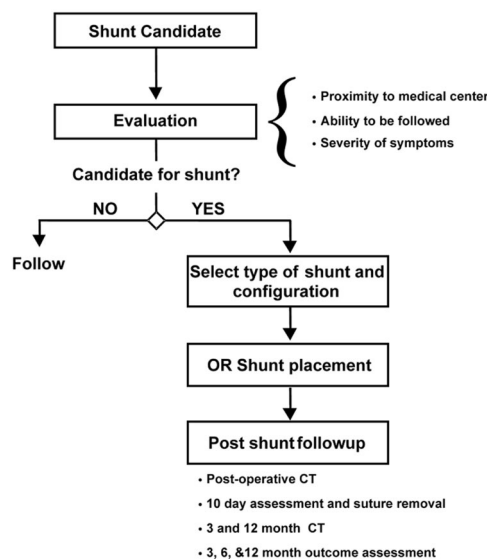 Shunt Candidate
Evaluation
• Proximity to medical center
• Ability to be followed
• Severity of symptoms
Candidate for shunt?
NO
YES
Follow
Select type of shunt and
configuration
OR Shunt placement
Post shunt followup
• Post-operative CT
• 10 day assessment and suture removal
• 3 and 12 month CT
• 3, 6, &12 month outcome assessment